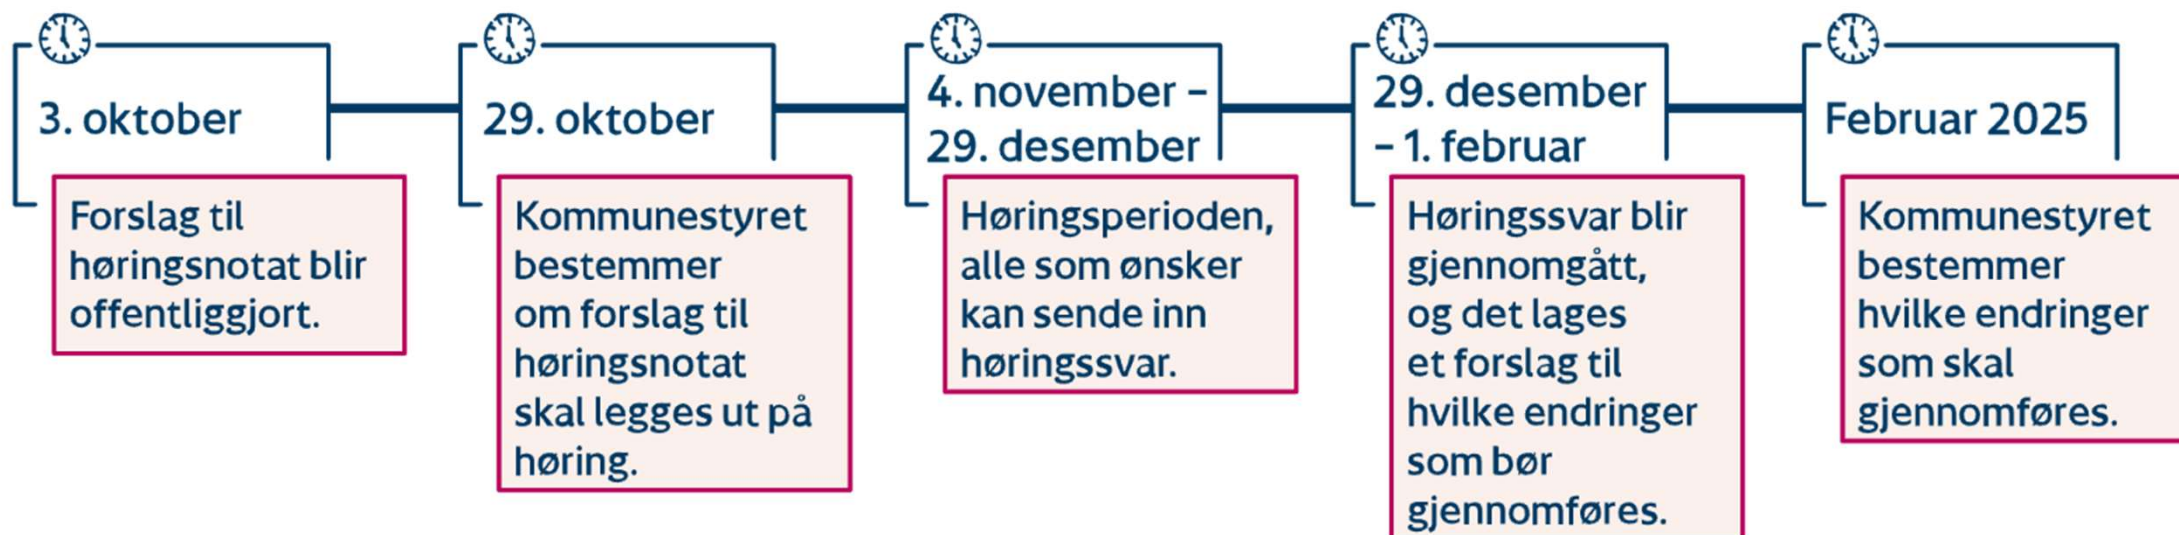 3. oktober
Forslag til
høringsnotat blir
offentliggjort.
29. oktober
Kommunestyret
bestemmer
om forslag til
høringsnotat
skal legges ut på
høring.
4. november –
29. desember
Høringsperioden,
alle som ønsker
kan sende inn
høringssvar.
29. desember
– 1. februar
Høringssvar blir
gjennomgått,
og det lages
et forslag til
hvilke endringer
som bør
gjennomføres.
Februar 2025
Kommunestyret
bestemmer
hvilke endringer
som skal
gjennomføres.